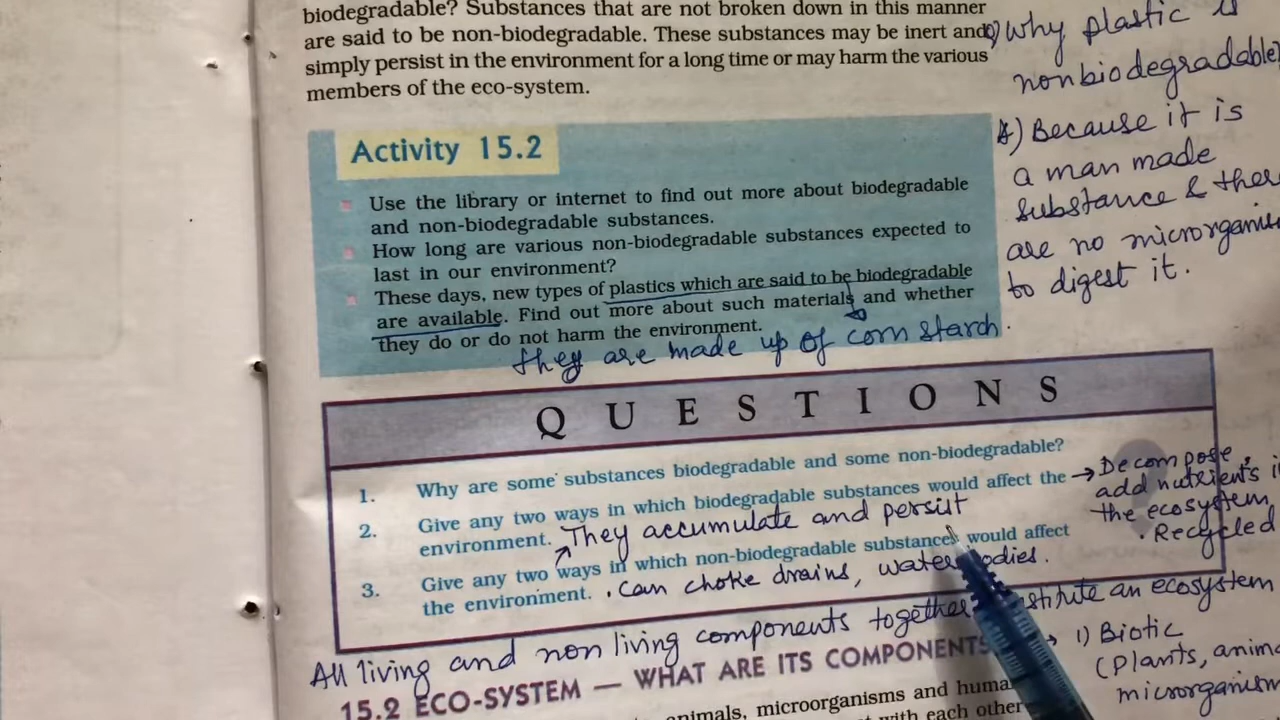 biodegradable? Substances that are not broken down in this manner
are said to be non-biodegradable. These substances may be inert and
simply persist in the environment for a long time or may harm the various
members of the eco-system.
Why plastic is
nonbiodegradable?
A) Because it is
a man made
substance &
are no
to digest it.
Activity 15.2
Use the library or internet to find out more about biodegradable
and non-biodegradable substances.
How long are various non-biodegradable substances expected to
last in our environment?
These days, new types of plastics which are said to be biodegradable
are available. Find out more about such materials and whether
they do or do not harm the environment.
they are made up of corn starch.
QUESTIONS
1. Why are some substances biodegradable and some non-biodegradable?
2. Give any two ways in which biodegradable substances would affect the
environment.
→ Decompose,
add nutrients
the ecosystem
. Recycled
They accumulate and persist
3. Give any two ways in which non-biodegradable substances would affect
the environment. . Can choke drains, water bodies.
All living and non living components together constitute an ecosystem
15.2 ECO-SYSTEM — WHAT ARE ITS COMPONENTS
→ 1) Biotic
(Plants,
animals, microorganisms and
with each other